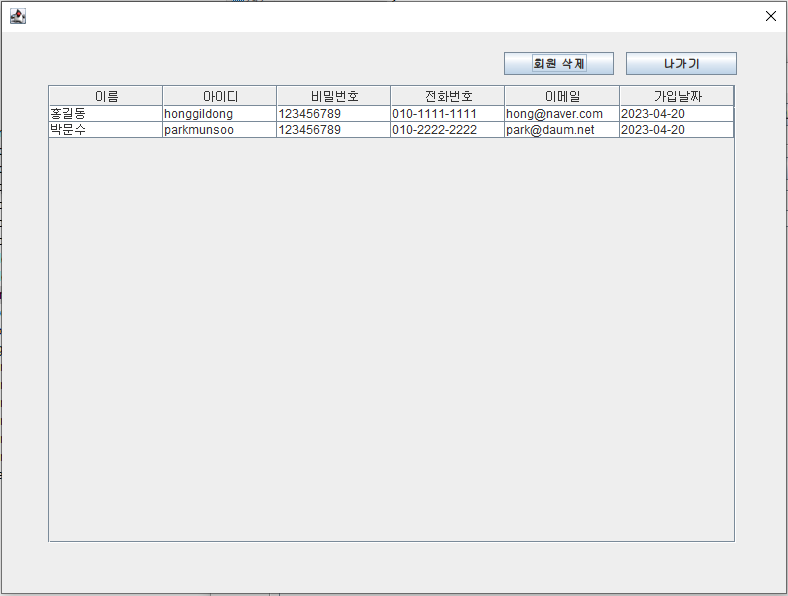 회원 삭제 나가기
이름 아이디 비밀번호 전화번호 이메일 가입날짜
홍길동 honggildong 123456789 010-1111-1111 hong@naver.com 2023-04-20
박문수 parkmunsoo 123456789 010-2222-2222 park@daum.net 2023-04-20